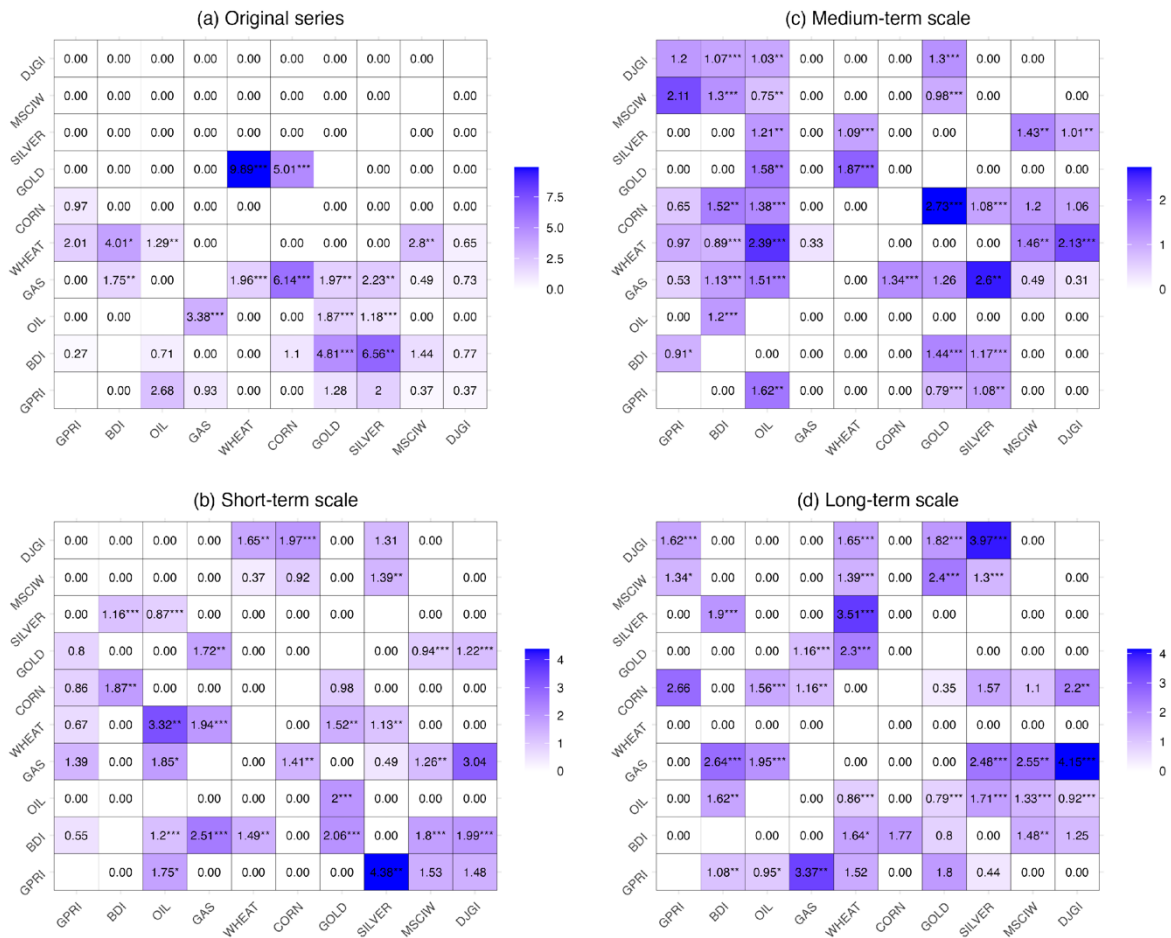 (a) Original series
DJGI 0.00 0.00 0.00 0.00 0.00 0.00 0.00 0.00 0.00
MSCIW 0.00 0.00 0.00 0.00 0.00 0.00 0.00 0.00 0.00
SILVER 0.00 0.00 0.00 0.00 0.00 0.00 0.00 0.00 0.00
GOLD 0.00 0.00 0.00 0.00 9.89*** 5.01*** 0.00 0.00 0.00
CORN 0.97 0.00 0.00 0.00 0.00 0.00 0.00 0.00 0.00
WHEAT 2.01 4.01* 1.29** 0.00 0.00 0.00 0.00 2.8** 0.65
GAS 0.00 1.75** 0.00 1.96*** 6.14*** 1.97** 2.23** 0.49 0.73
OIL 0.00 0.00 3.38*** 0.00 0.00 1.87*** 1.18*** 0.00 0.00
BDI 0.27 0.71 0.00 0.00 1.1 4.81*** 6.56** 1.44 0.77
GPRI 0.00 2.68 0.93 0.00 0.00 1.28 2 0.37 0.37
GPRI BDI OIL GAS WHEAT CORN GOLD SILVER MSCIW DJGI
7.5
5.0
2.5
0.0
(c) Medium-term scale
DJGI 1.2 1.07*** 1.03** 0.00 0.00 0.00 1.3*** 0.00 0.00
MSCIW 2.11 1.3*** 0.75** 0.00 0.00 0.00 0.98*** 0.00 0.00
SILVER 0.00 0.00 1.21** 0.00 1.09*** 0.00 0.00 1.43** 1.01**
GOLD 0.00 0.00 1.58** 0.00 1.87*** 0.00 0.00 0.00 0.00
CORN 0.65 1.52** 1.38*** 0.00 0.00 2.73*** 1.08*** 1.2 1.06
WHEAT 0.97 0.89*** 2.39*** 0.33 0.00 0.00 0.00 1.46** 2.13***
GAS 0.53 1.13*** 1.51*** 0.00 1.34*** 1.26 2.6** 0.49 0.31
OIL 0.00 1.2*** 0.00 0.00 0.00 0.00 0.00 0.00 0.00
BDI 0.91* 0.00 0.00 0.00 0.00 1.44*** 1.17*** 0.00 0.00
GPRI 0.00 1.62** 0.00 0.00 0.00 0.79*** 1.08** 0.00 0.00
GPRI BDI OIL GAS WHEAT CORN GOLD SILVER MSCIW DJGI
2
1
0
(b) Short-term scale
DJGI 0.00 0.00 0.00 0.00 1.65** 1.97*** 0.00 1.31 0.00
MSCIW 0.00 0.00 0.00 0.00 0.37 0.92 0.00 1.39** 0.00
SILVER 0.00 1.16*** 0.87*** 0.00 0.00 0.00 0.00 0.00 0.00
GOLD 0.8 0.00 0.00 1.72** 0.00 0.00 0.00 0.94*** 1.22***
CORN 0.86 1.87** 0.00 0.00 0.00 0.98 0.00 0.00 0.00
WHEAT 0.67 0.00 3.32** 1.94*** 0.00 1.52** 1.13** 0.00 0.00
GAS 1.39 0.00 1.85* 0.00 1.41** 0.00 0.49 1.26** 3.04
OIL 0.00 0.00 0.00 0.00 0.00 2*** 0.00 0.00 0.00
BDI 0.55 1.2*** 2.51*** 1.49** 0.00 2.06*** 0.00 1.8*** 1.99***
GPRI 0.00 1.75* 0.00 0.00 0.00 0.00 4.38** 1.53 1.48
GPRI BDI OIL GAS WHEAT CORN GOLD SILVER MSCIW DJGI
4
3
2
1
0
(d) Long-term scale
DJGI 1.62*** 0.00 0.00 0.00 1.65*** 0.00 1.82*** 3.97*** 0.00
MSCIW 1.34* 0.00 0.00 0.00 1.39*** 0.00 2.4*** 1.3*** 0.00
SILVER 0.00 1.9*** 0.00 0.00 3.51*** 0.00 0.00 0.00 0.00
GOLD 0.00 0.00 0.00 1.16*** 2.3*** 0.00 0.00 0.00 0.00
CORN 2.66 0.00 1.56*** 1.16** 0.00 0.35 1.57 1.1 2.2**
WHEAT 0.00 0.00 0.00 0.00 0.00 0.00 0.00 0.00 0.00
GAS 0.00 2.64*** 1.95*** 0.00 0.00 0.00 2.48*** 2.55** 4.15***
OIL 0.00 1.62** 0.00 0.86*** 0.00 0.79*** 1.71*** 1.33*** 0.92***
BDI 0.00 0.00 0.00 1.64* 1.77 0.8 0.00 1.48** 1.25
GPRI 1.08** 0.95* 3.37** 1.52 0.00 1.8 0.44 0.00 0.00
GPRI BDI OIL GAS WHEAT CORN GOLD SILVER MSCIW DJGI
4
3
2
1
0